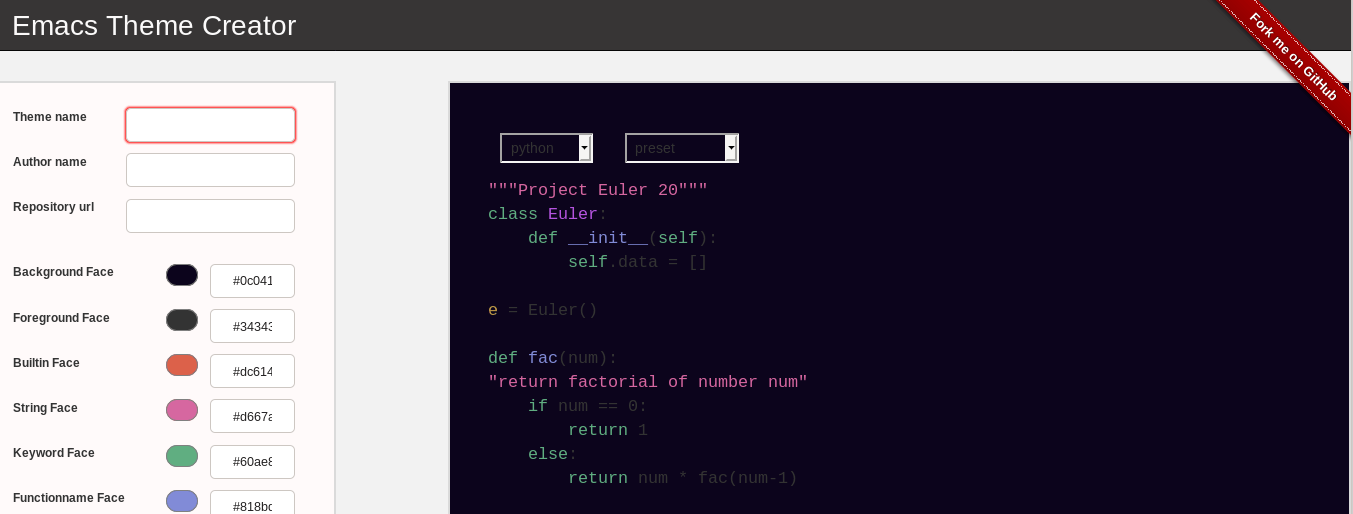 Emacs Theme Creator
Fork me on GitHub
Theme name
Author name
Repository url
Background Face #0c041
Foreground Face #34343
Builtin Face #dc614
String Face #d667a
Keyword Face #60ae8
Functionname Face #818bd
python preset
"""Project Euler 20"""
class Euler:
    def __init__(self):
        self.data = []
e = Euler()
def fac(num):
"return factorial of number num"
    if num == 0:
        return 1
    else:
        return num * fac(num-1)